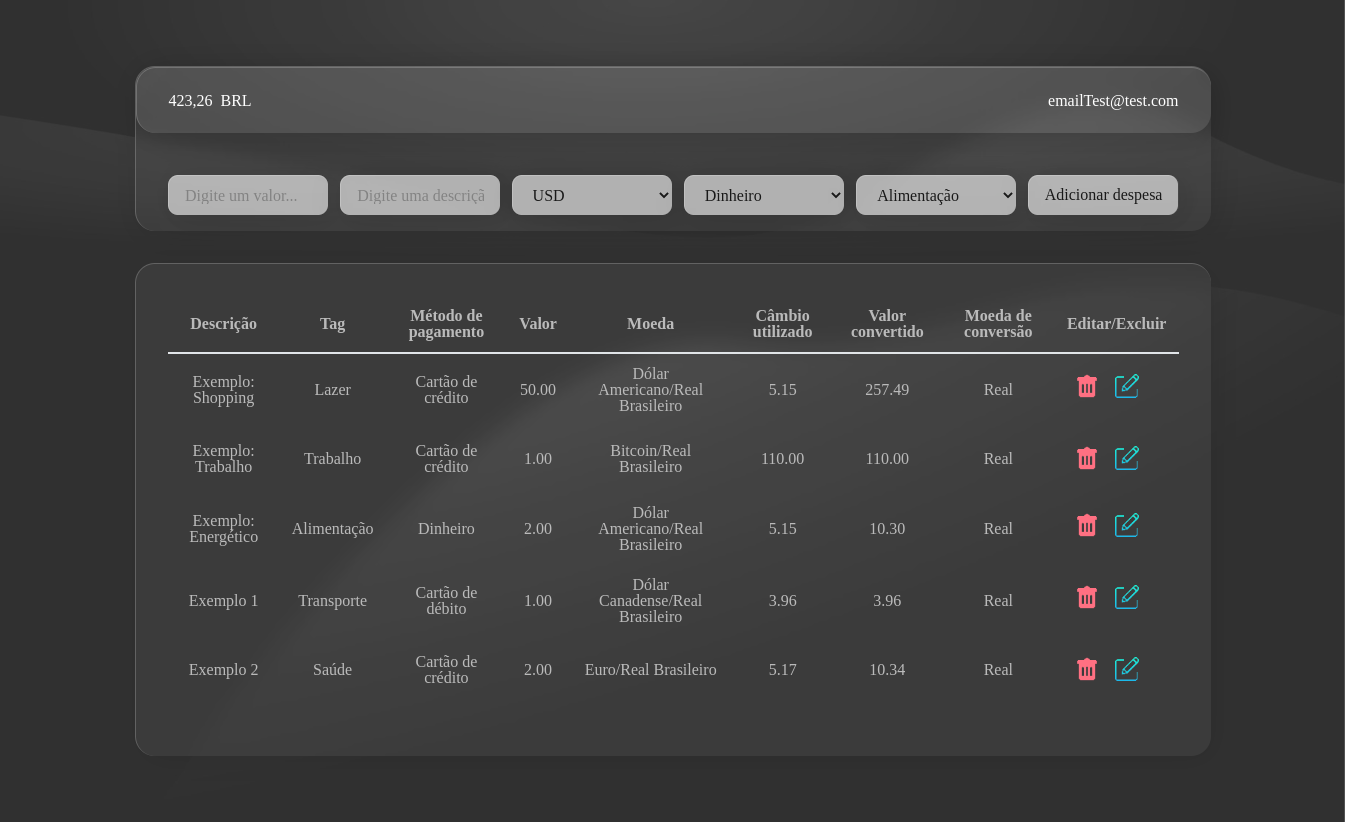 423,26 BRL
emailTest@test.com
Digite um valor...
Digite uma descriçã
USD
Dinheiro
Alimentação
Adicionar despesa
Descrição
Tag
Método de
pagamento
Valor
Moeda
Câmbio
utilizado
Valor
convertido
Moeda de
conversão
Editar/Excluir
Exemplo:
Shopping
Lazer
Cartão de
crédito
50.00
Dólar
Americano/Real
Brasileiro
5.15
257.49
Real
Exemplo:
Trabalho
Trabalho
Cartão de
crédito
1.00
Bitcoin/Real
Brasileiro
110.00
110.00
Real
Exemplo:
Energético
Alimentação
Dinheiro
2.00
Dólar
Americano/Real
Brasileiro
5.15
10.30
Real
Exemplo 1
Transporte
Cartão de
débito
1.00
Dólar
Canadense/Real
Brasileiro
3.96
3.96
Real
Exemplo 2
Saúde
Cartão de
crédito
2.00
Euro/Real Brasileiro
5.17
10.34
Real